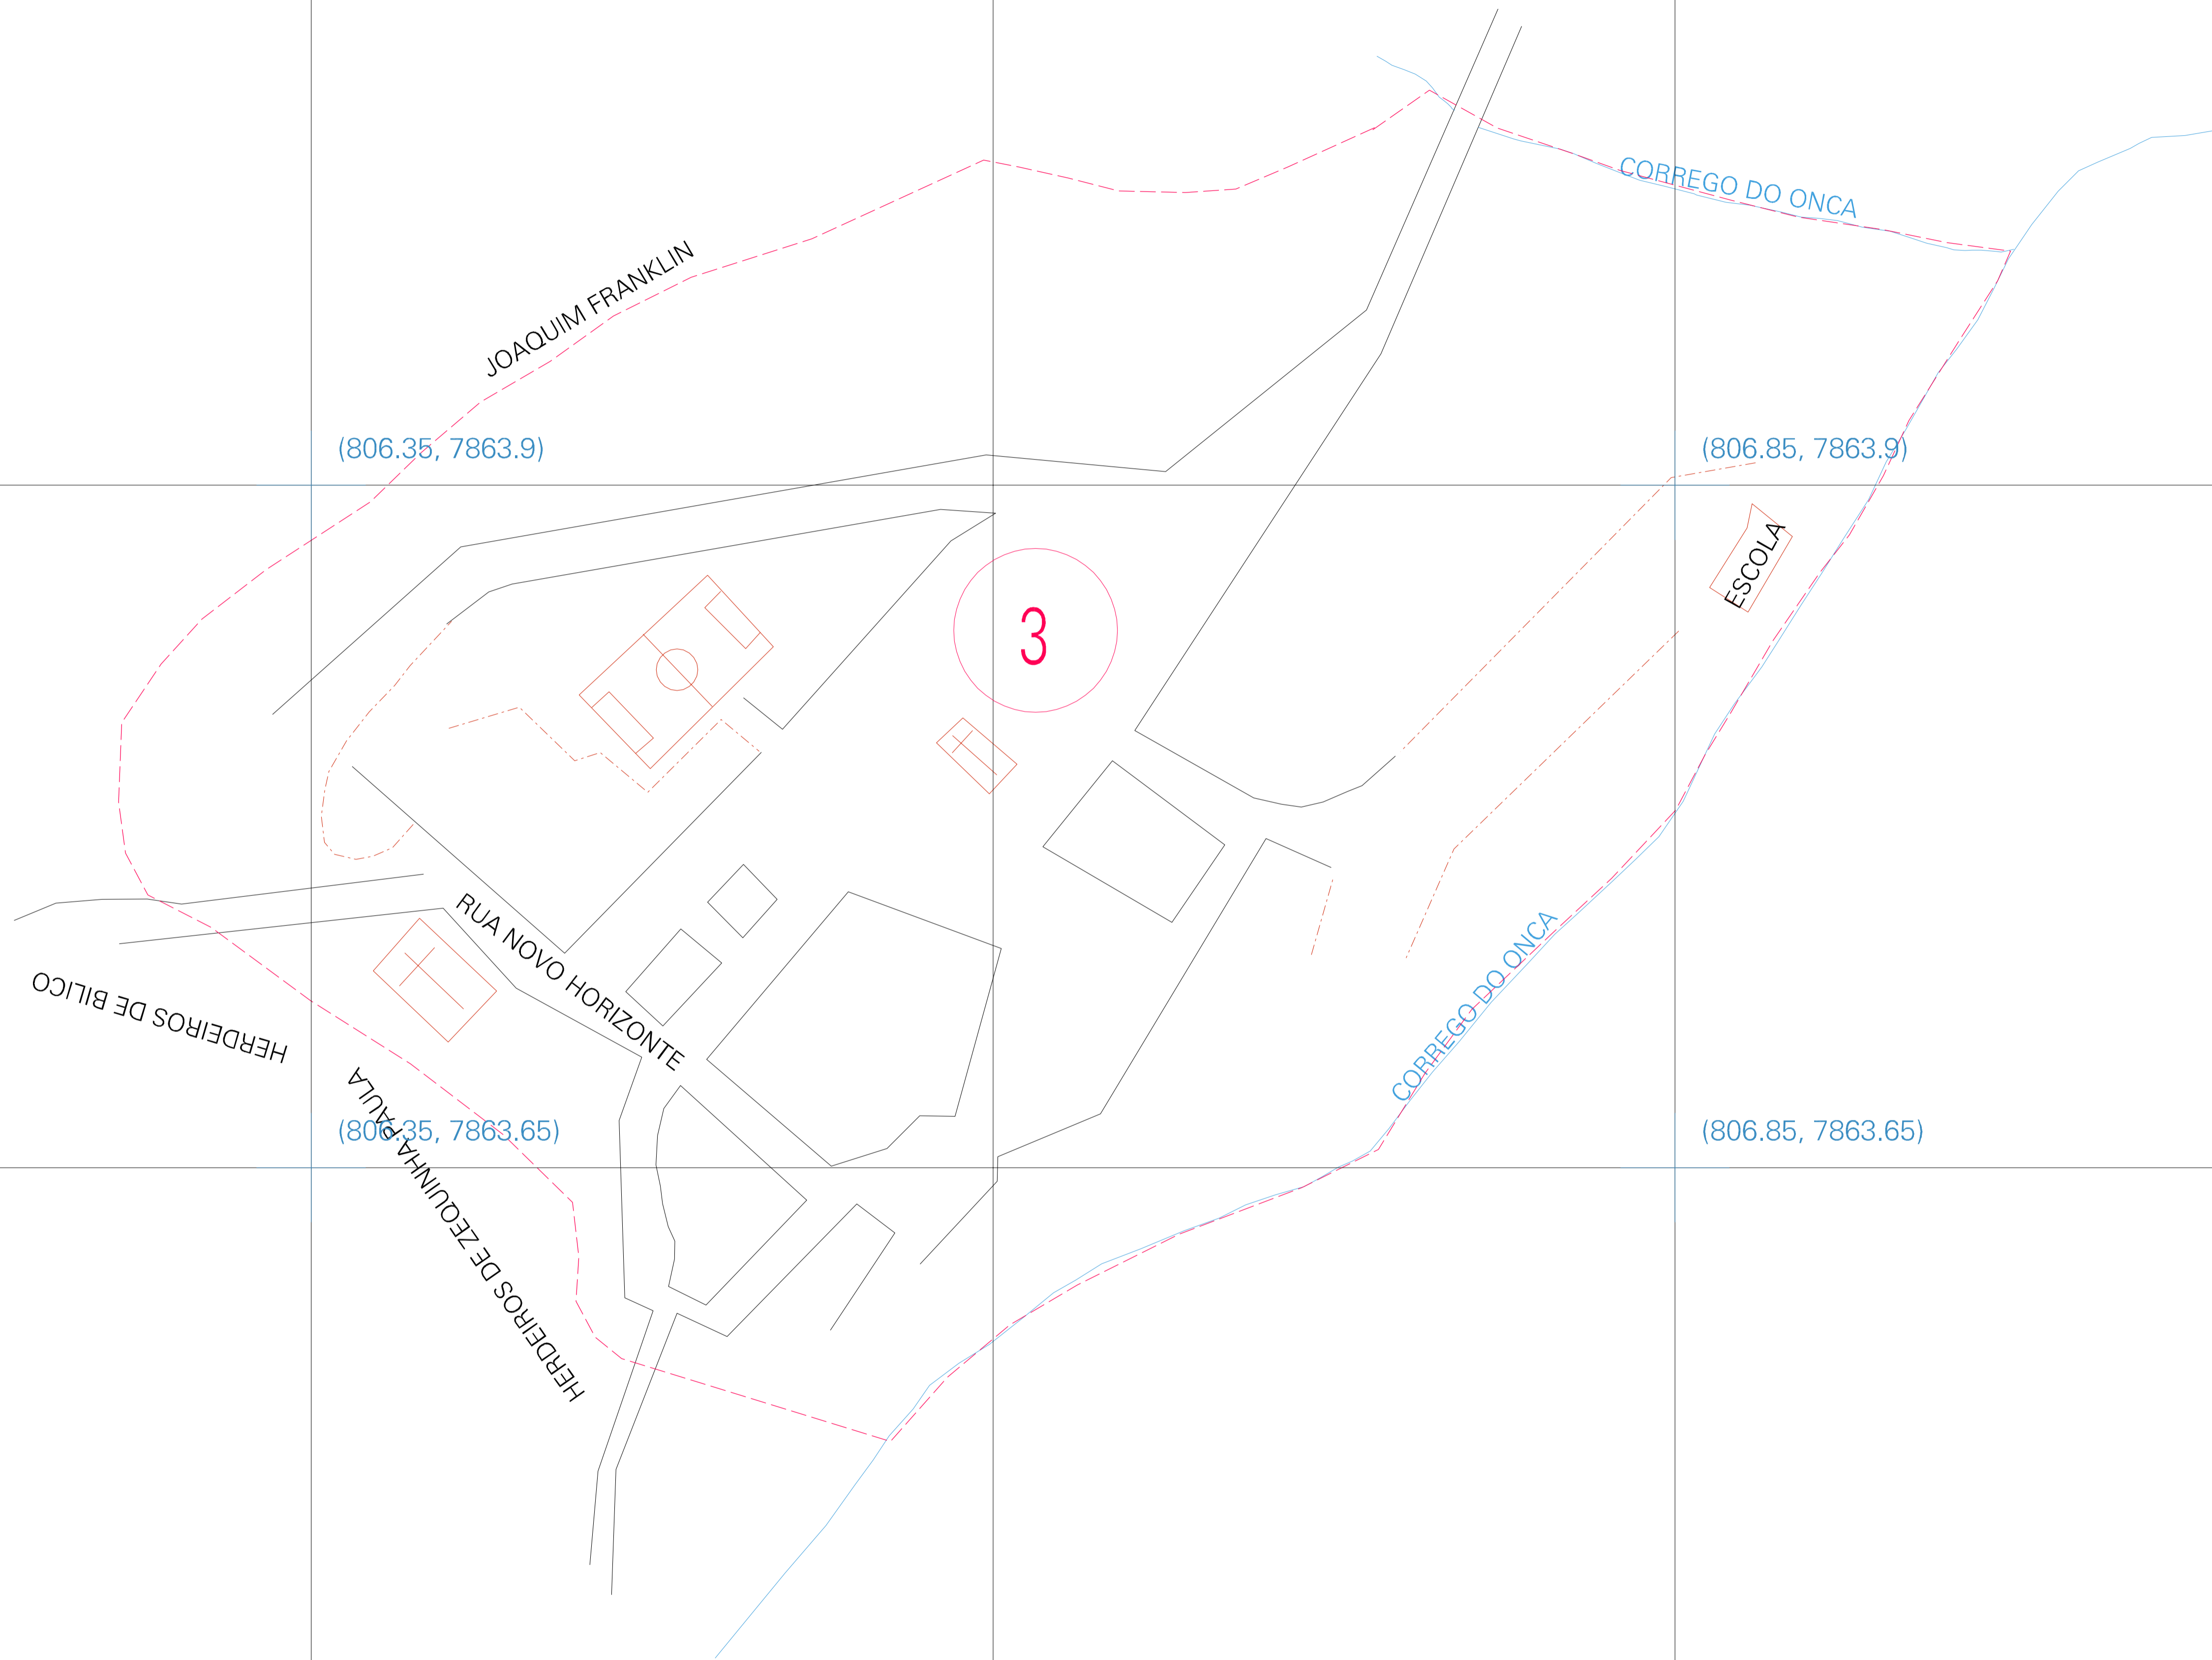 CORREGO DO ONCA
JOAQUIM FRANKLIN
(806.35, 7863.9)
(806.85, 7863.9)
ESCOLA
3
RUA NOVO HORIZONTE
HERDEIROS DE BILICO
CORREGO DO ONCA
HERDEIROS DE ZEQUINHA PAULA
(806.35, 7863.65)
(806.85, 7863.65)